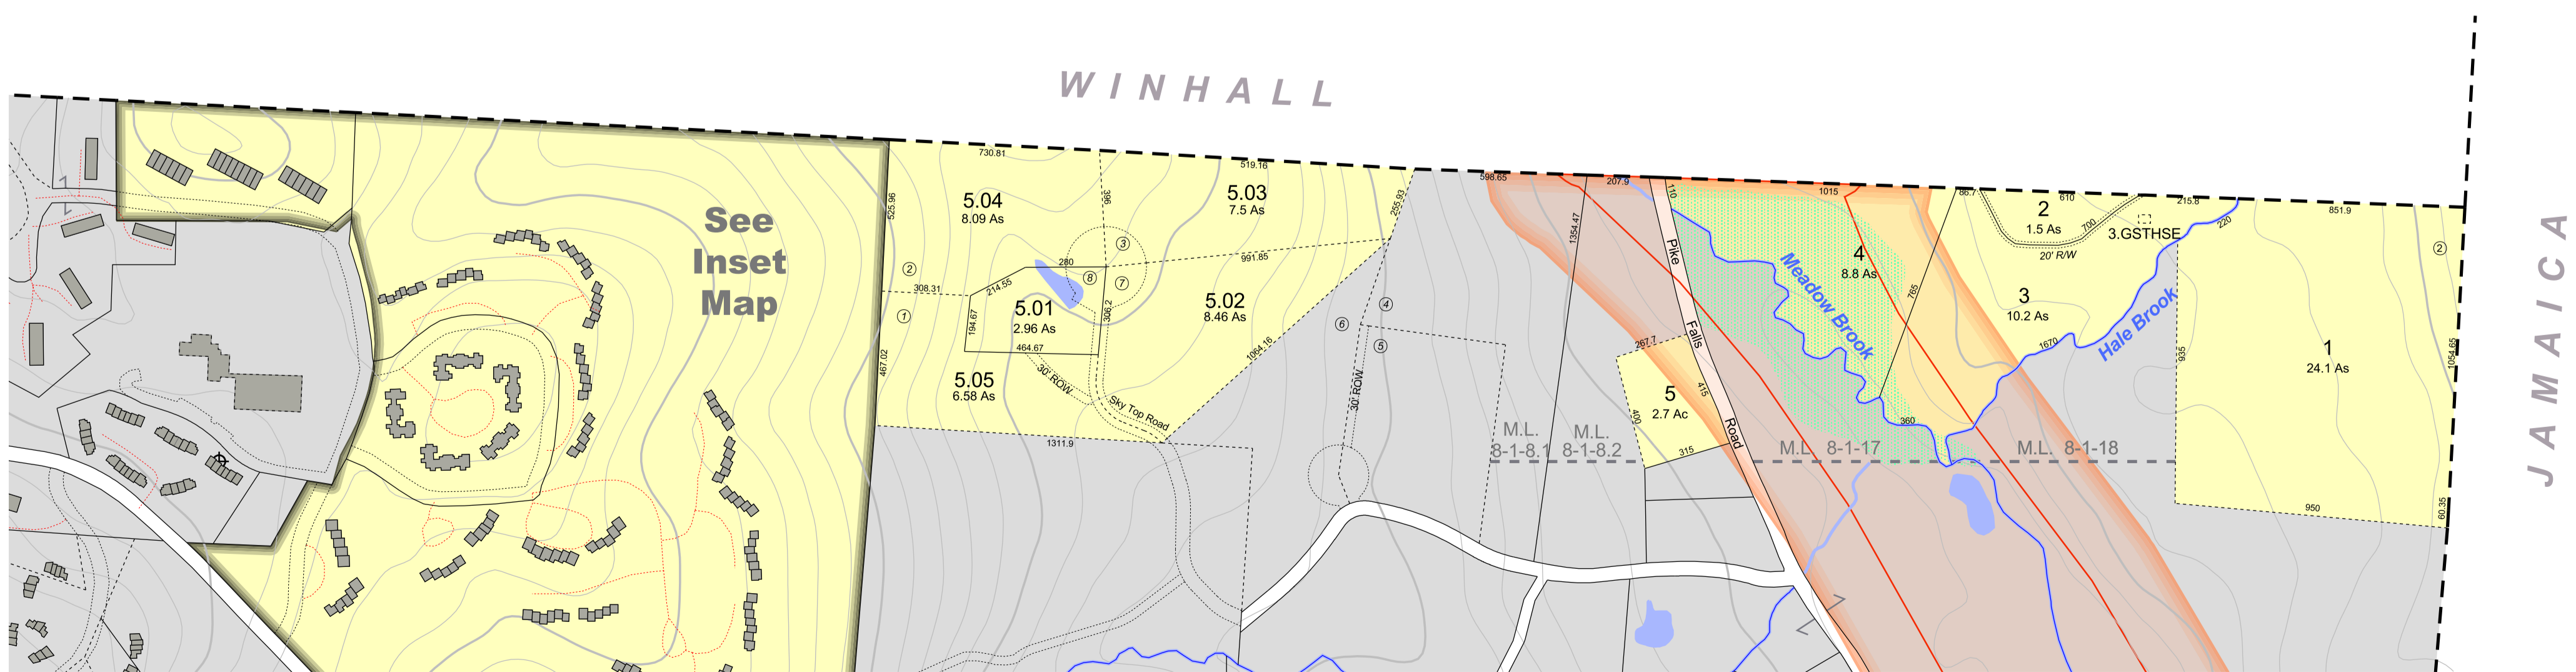 WINHALL
JAMAICA
See
Inset
Map
730.81
519.16
525.96
396
255.93
5.04
8.09 As
5.03
7.5 As
③
②
⑧
⑦
280
991.85
308.31
214.55
5.01
2.96 As
306.2
5.02
8.46 As
①
194.67
464.67
1064.16
467.02
5.05
6.58 As
30' ROW
Sky Top Road
1311.9
④
⑥
⑤
30' ROW
598.65
207.9
110
1015
86.7
610
215.8
851.9
1354.47
Pike
Falls
Road
Meadow Brook
4
8.8 As
765
2
1.5 As
700
20' R/W
3.GSTHSE
220
②
3
10.2 As
1670
Hale Brook
935
1
24.1 As
1054.65
267.7
415
5
2.7 Ac
400
315
360
M.L.
8-1-8.1
M.L.
8-1-8.2
M.L. 8-1-17
M.L. 8-1-18
950
60.35